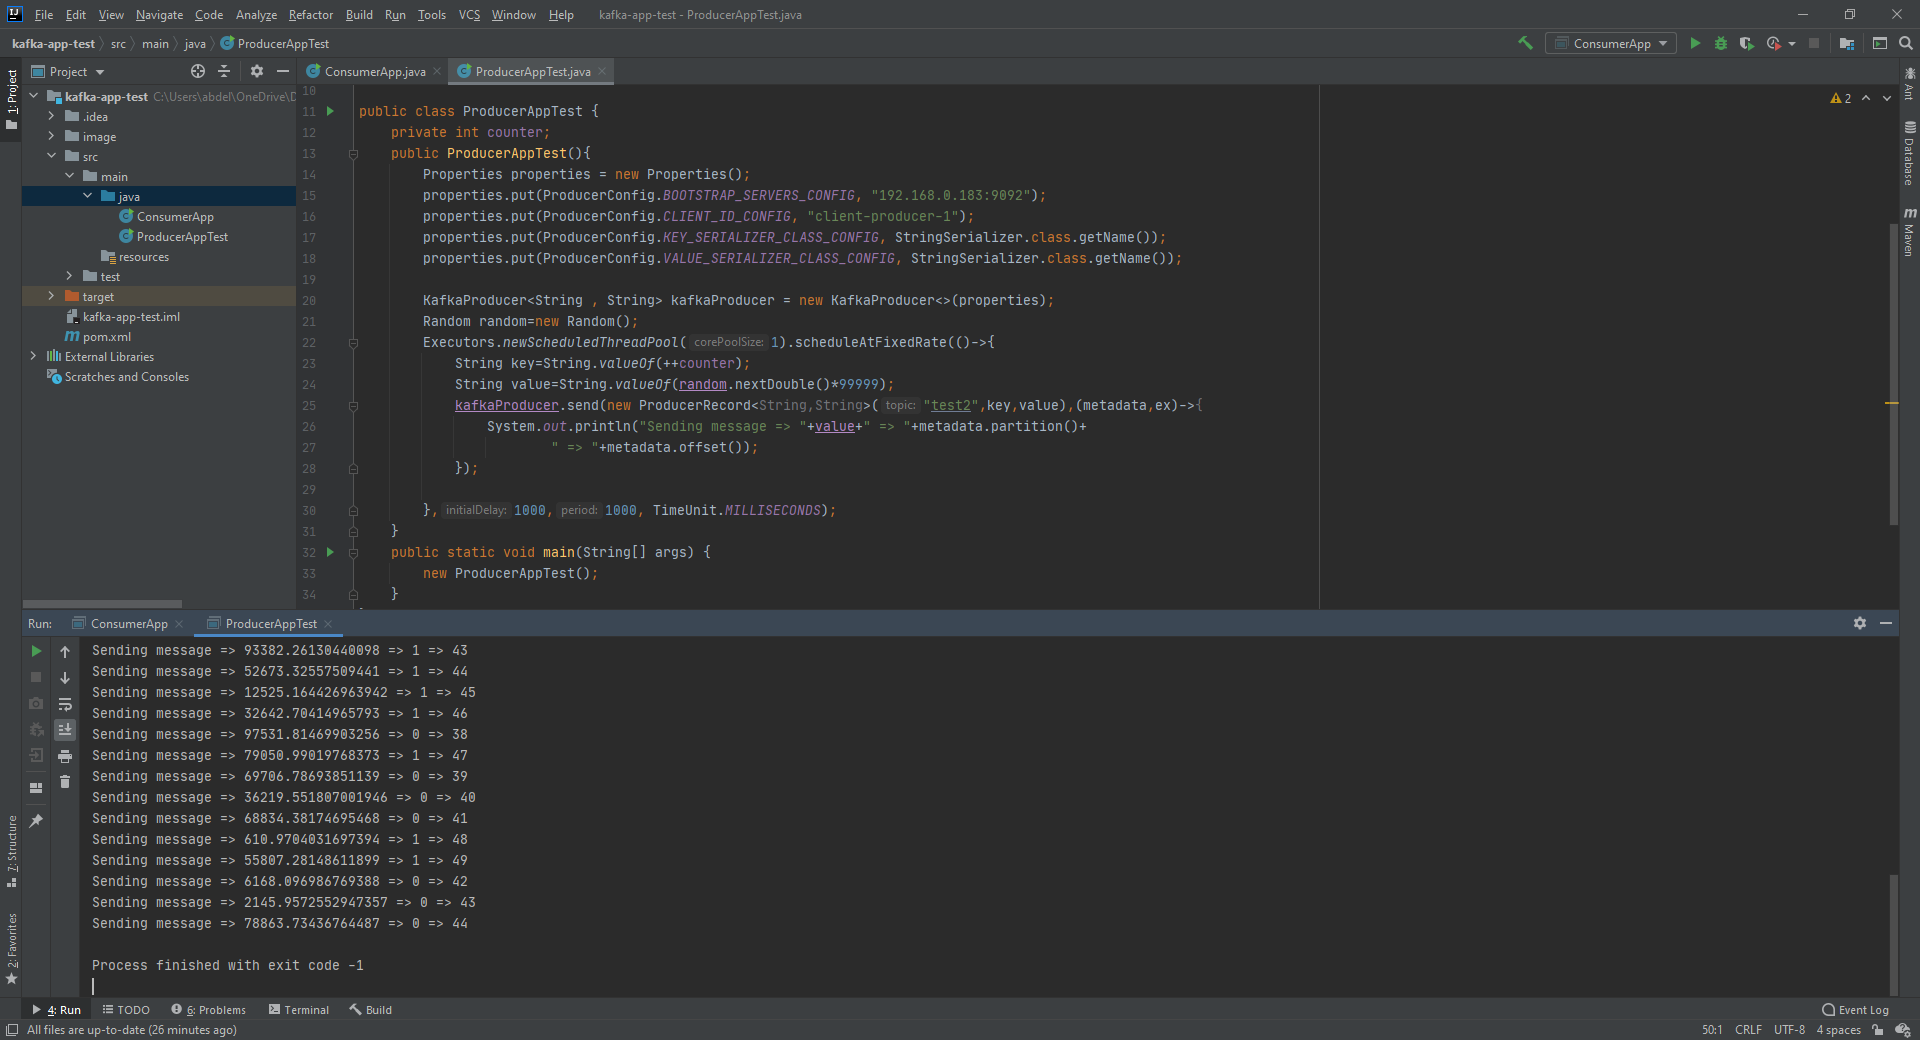 File Edit View Navigate Code Analyze Refactor Build Run Tools VCS Window Help kafka-app-test - ProducerAppTest.java
kafka-app-test src main java ProducerAppTest ConsumerApp
Project ConsumerApp.java ProducerAppTest.java
1: Project
kafka-app-test C:\Users\abdel\OneDrive\D
.idea
image
src
main
java
ConsumerApp
ProducerAppTest
resources
test
target
kafka-app-test.iml
pom.xml
External Libraries
Scratches and Consoles
10
11 public class ProducerAppTest {
12 private int counter;
13 public ProducerAppTest(){
14 Properties properties = new Properties();
15 properties.put(ProducerConfig.BOOTSTRAP_SERVERS_CONFIG, "192.168.0.183:9092");
16 properties.put(ProducerConfig.CLIENT_ID_CONFIG, "client-producer-1");
17 properties.put(ProducerConfig.KEY_SERIALIZER_CLASS_CONFIG, StringSerializer.class.getName());
18 properties.put(ProducerConfig.VALUE_SERIALIZER_CLASS_CONFIG, StringSerializer.class.getName());
19
20 KafkaProducer<String , String> kafkaProducer = new KafkaProducer<>(properties);
21 Random random=new Random();
22 Executors.newScheduledThreadPool( corePoolSize: 1).scheduleAtFixedRate(()->{
23 String key=String.valueOf(++counter);
24 String value=String.valueOf(random.nextDouble()*99999);
25 kafkaProducer.send(new ProducerRecord<String,String>( topic: "test2",key,value),(metadata,ex)->{
26 System.out.println("Sending message => "+value+" => "+metadata.partition()+
27 " => "+metadata.offset());
28 });
29
30 }, initialDelay: 1000, period: 1000, TimeUnit.MILLISECONDS);
31 }
32 public static void main(String[] args) {
33 new ProducerAppTest();
34 }
2
Ant
Database
m Maven
Run: ConsumerApp ProducerAppTest
Sending message => 93382.26130440098 => 1 => 43
Sending message => 52673.32557509441 => 1 => 44
Sending message => 12525.164426963942 => 1 => 45
Sending message => 32642.70414965793 => 1 => 46
Sending message => 97531.81469903256 => 0 => 38
Sending message => 79050.99019768373 => 1 => 47
Sending message => 69706.78693851139 => 0 => 39
Sending message => 36219.551807001946 => 0 => 40
Sending message => 68834.38174695468 => 0 => 41
Sending message => 610.9704031697394 => 1 => 48
Sending message => 55807.28148611899 => 1 => 49
Sending message => 6168.096986769388 => 0 => 42
Sending message => 2145.9572552947357 => 0 => 43
Sending message => 78863.73436764487 => 0 => 44
Process finished with exit code -1
7: Structure
2: Favorites
4: Run TODO 6: Problems Terminal Build Event Log
All files are up-to-date (26 minutes ago) 50:1 CRLF UTF-8 4 spaces